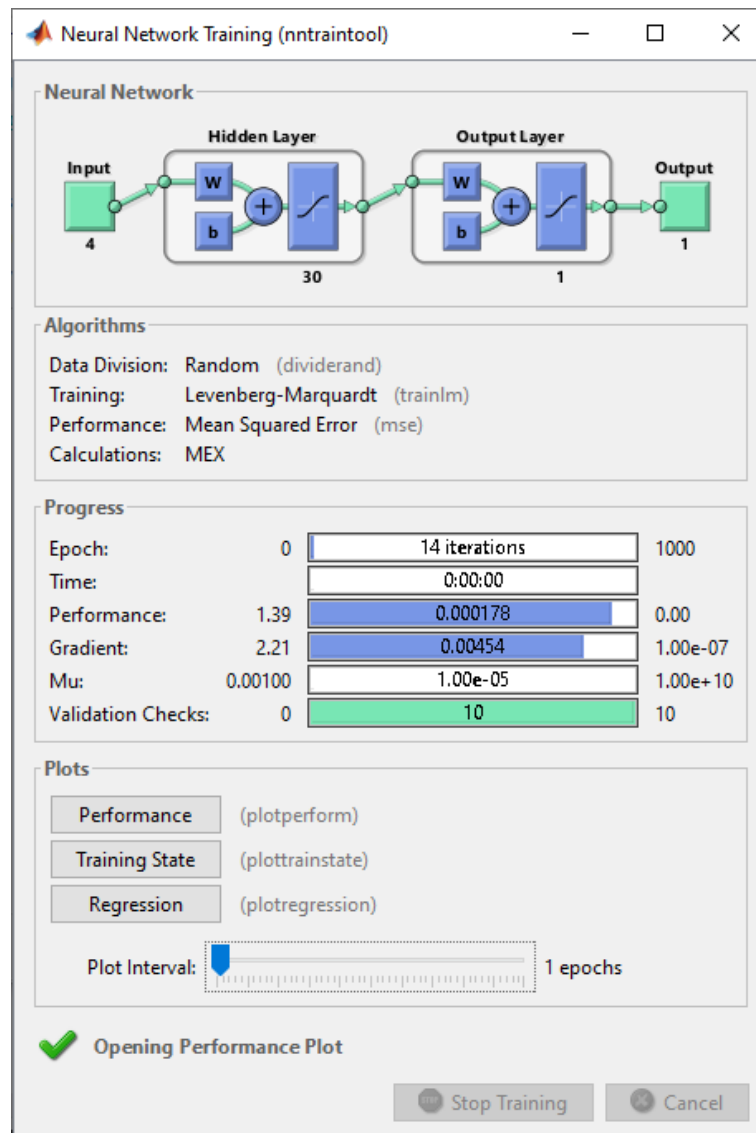 Neural Network Training (nntraintool)
Neural Network
Hidden Layer Output Layer
Input Output
W W
b b
4 30 1 1
Algorithms
Data Division: Random (dividerand)
Training: Levenberg-Marquardt (trainlm)
Performance: Mean Squared Error (mse)
Calculations: MEX
Progress
Epoch: 0 14 iterations 1000
Time: 0:00:00
Performance: 1.39 0.000178 0.00
Gradient: 2.21 0.00454 1.00e-07
Mu: 0.00100 1.00e-05 1.00e+10
Validation Checks: 0 10 10
Plots
Performance (plotperform)
Training State (plottrainstate)
Regression (plotregression)
Plot Interval: 1 epochs
Opening Performance Plot
Stop Training Cancel